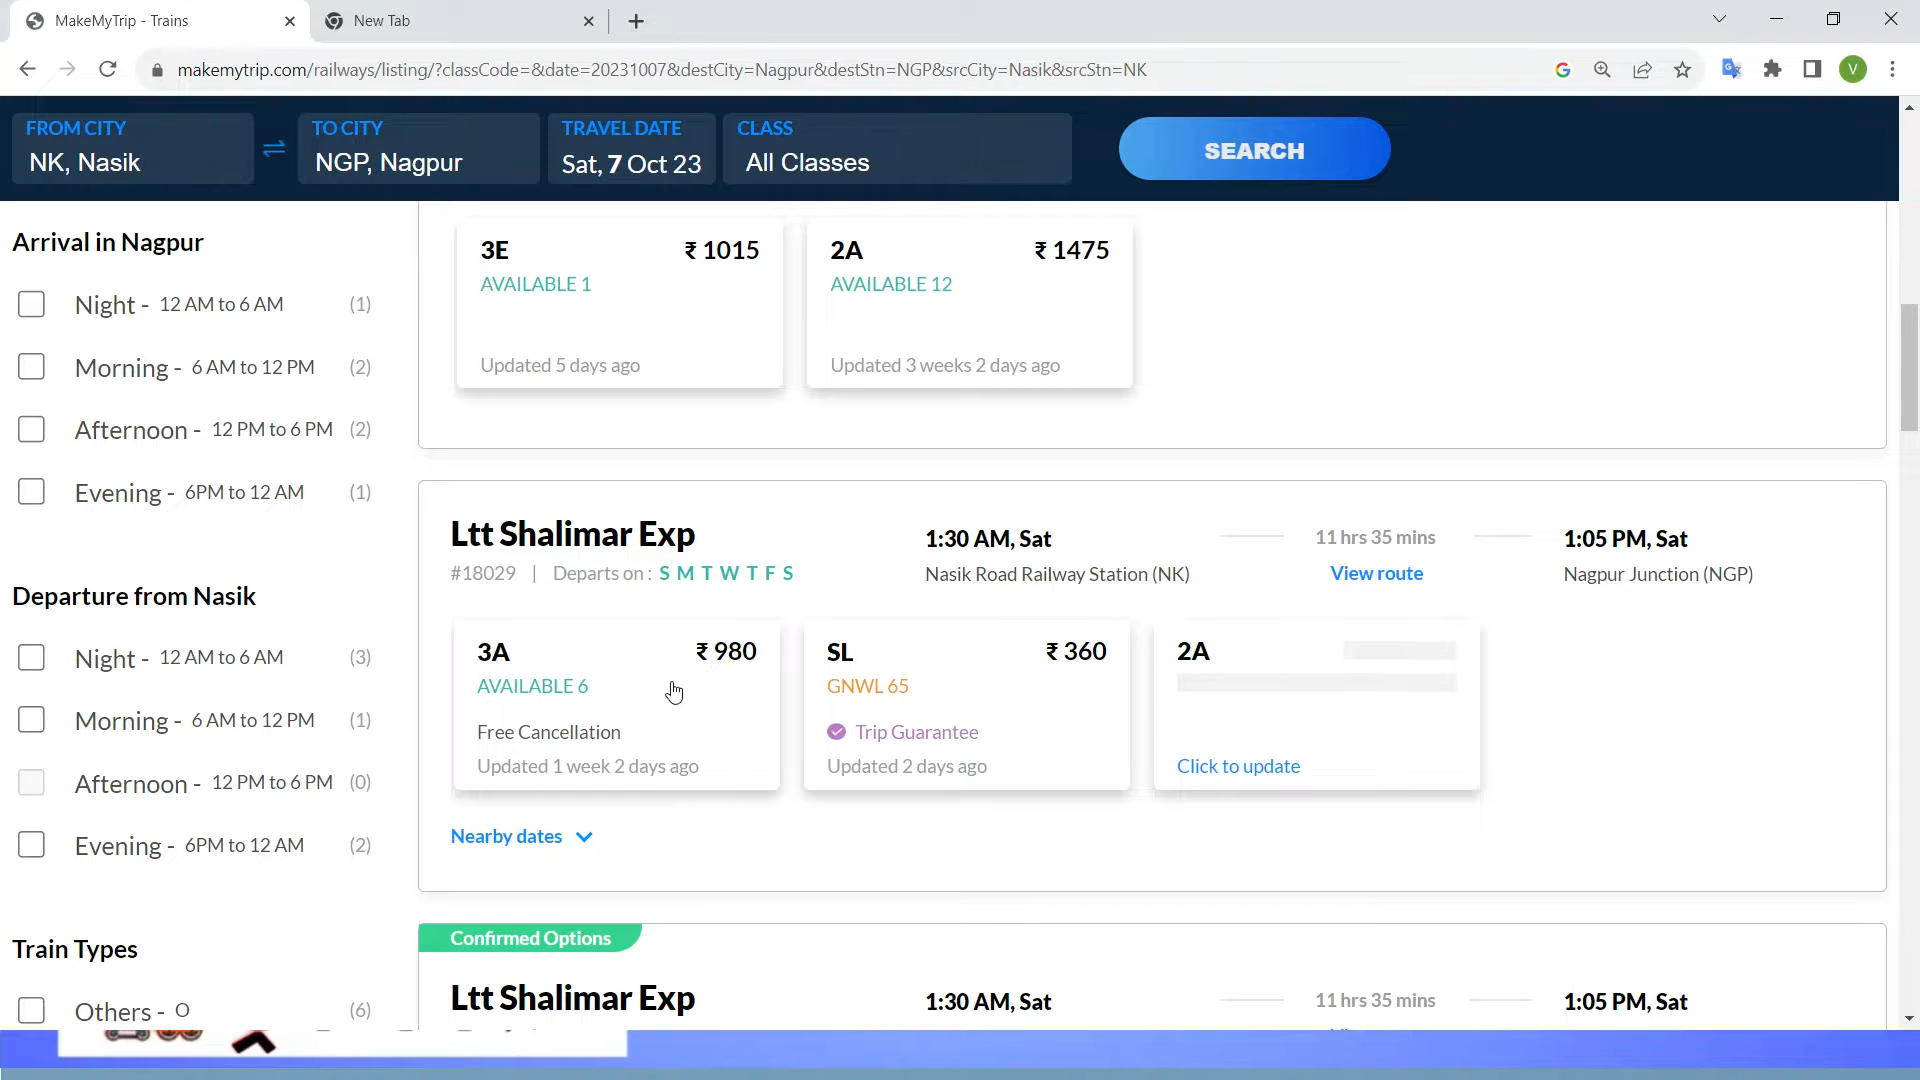 MakeMyTrip - Trains
New Tab
makemytrip.com/railways/listing/?classCode=&date=20231007&destCity=Nagpur&destStn=NGP&srcCity=Nasik&srcStn=NK
V
FROM CITY
NK, Nasik
TO CITY
NGP, Nagpur
TRAVEL DATE
Sat, 7 Oct 23
CLASS
All Classes
SEARCH
Arrival in Nagpur
Night - 12 AM to 6 AM (1)
Morning - 6 AM to 12 PM (2)
Afternoon - 12 PM to 6 PM (2)
Evening - 6PM to 12 AM (1)
Departure from Nasik
Night - 12 AM to 6 AM (3)
Morning - 6 AM to 12 PM (1)
Afternoon - 12 PM to 6 PM (0)
Evening - 6PM to 12 AM (2)
Train Types
Others - O (6)
3E ₹ 1015
AVAILABLE 1
Updated 5 days ago
2A ₹ 1475
AVAILABLE 12
Updated 3 weeks 2 days ago
Ltt Shalimar Exp
#18029 | Departs on : S M T W T F S
1:30 AM, Sat
Nasik Road Railway Station (NK)
11 hrs 35 mins
View route
1:05 PM, Sat
Nagpur Junction (NGP)
3A ₹ 980
AVAILABLE 6
Free Cancellation
Updated 1 week 2 days ago
SL ₹ 360
GNWL 65
Trip Guarantee
Updated 2 days ago
2A
Click to update
Nearby dates
Confirmed Options
Ltt Shalimar Exp
1:30 AM, Sat
11 hrs 35 mins
1:05 PM, Sat